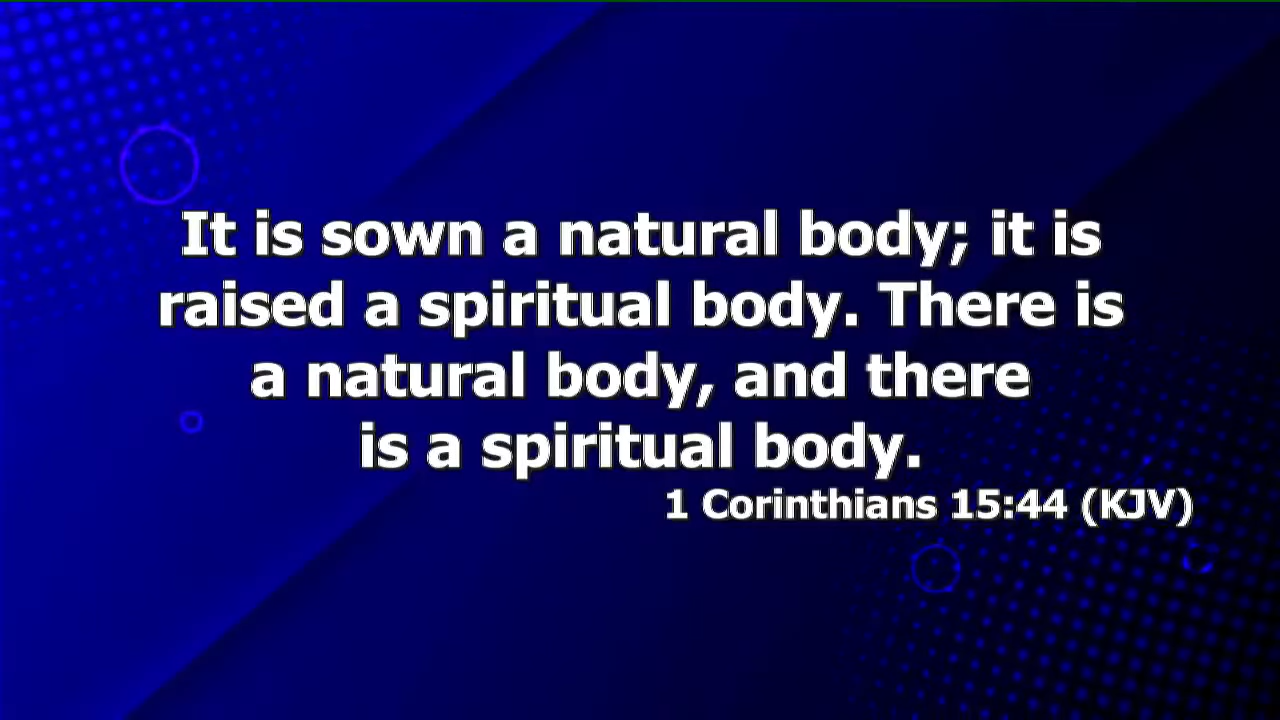 It is sown a natural body; it is
raised a spiritual body. There is
a natural body, and there
is a spiritual body.
1 Corinthians 15:44 (KJV)